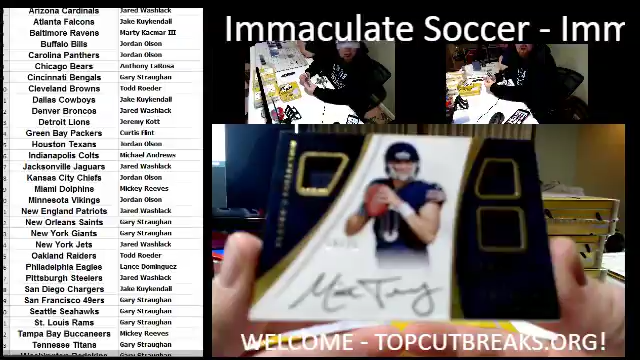 Immaculate Soccer - Imm
Arizona Cardinals Jared Washlack
Atlanta Falcons Jake Kuykendall
Baltimore Ravens Marty Kacmar III
Buffalo Bills Jordan Olson
Carolina Panthers Jordan Olson
Chicago Bears Anthony LaRosa
Cincinnati Bengals Gary Straughan
Cleveland Browns Todd Roeder
Dallas Cowboys Jake Kuykendall
Denver Broncos Jared Washlack
Detroit Lions Jeremy Kott
Green Bay Packers Curtis Flint
Houston Texans Jordan Olson
Indianapolis Colts Michael Andrews
Jacksonville Jaguars Jared Washlack
Kansas City Chiefs Jordan Olson
Miami Dolphins Mickey Reeves
Minnesota Vikings Jordan Olson
New England Patriots Jared Washlack
New Orleans Saints Gary Straughan
New York Giants Gary Straughan
New York Jets Jared Washlack
Oakland Raiders Todd Roeder
Philadelphia Eagles Lance Dominguez
Pittsburgh Steelers Jared Washlack
San Diego Chargers Jake Kuykendall
San Francisco 49ers Gary Straughan
Seattle Seahawks Gary Straughan
St. Louis Rams Gary Straughan
Tampa Bay Buccaneers Mickey Reeves
Tennesse Titans Gary Straughan
WELCOME - TOPCUTBREAKS.ORG!